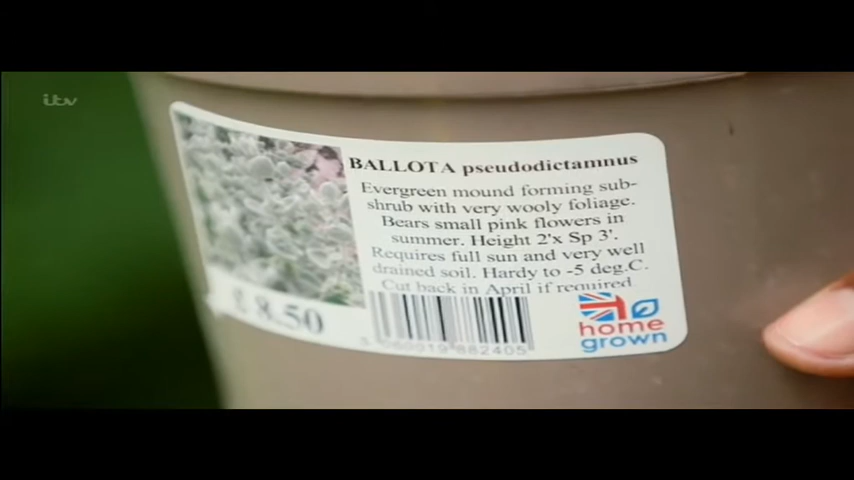 itv
BALLOTA pseudodictamnus
Evergreen mound forming sub-
shrub with very wooly foliage.
Bears small pink flowers in
summer. Height 2'x Sp 3'.
Requires full sun and very well
drained soil. Hardy to -5 deg.C.
Cut back in April if required
£8.50
home
grown